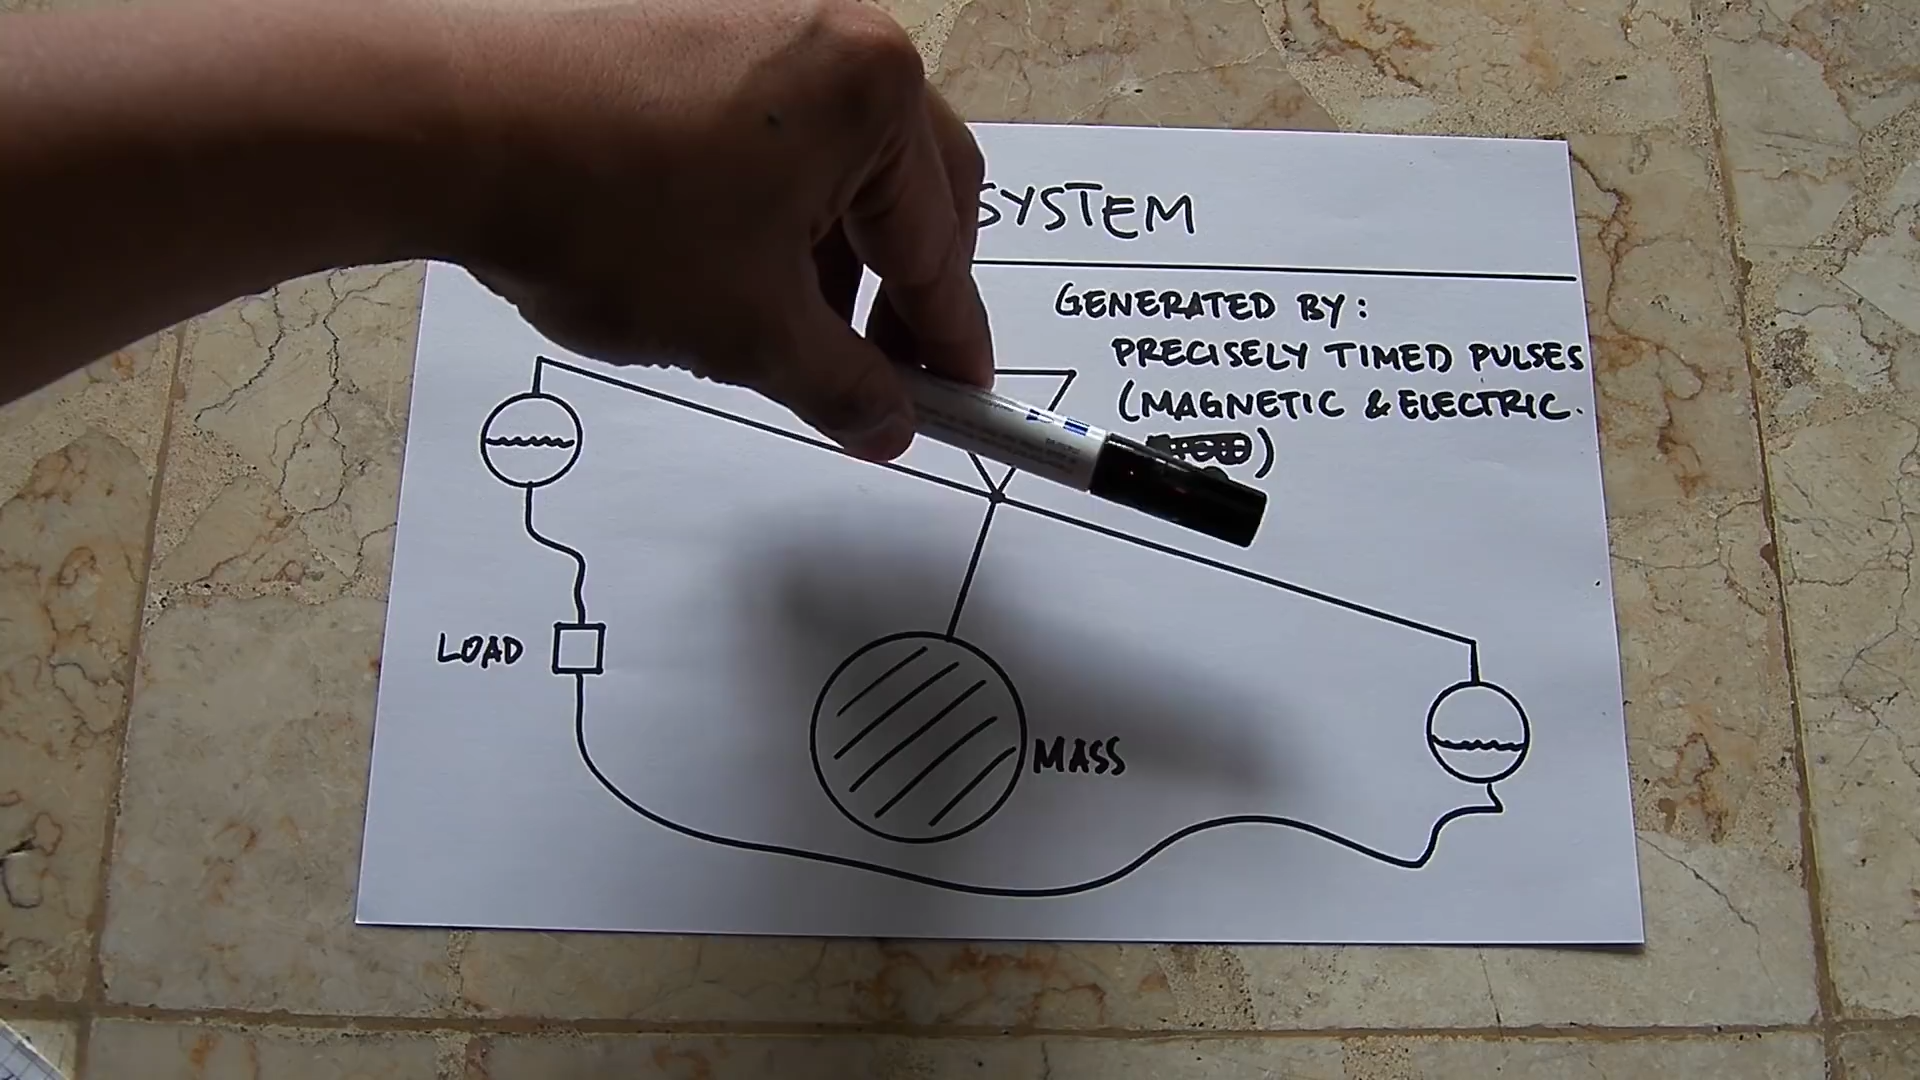 SYSTEM
GENERATED BY:
PRECISELY TIMED PULSES
(MAGNETIC & ELECTRIC.
)
LOAD
MASS